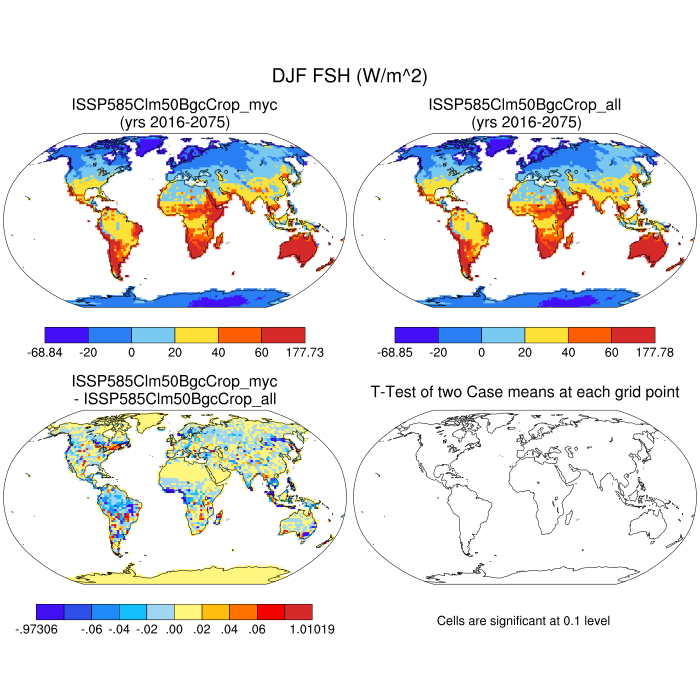 DJF FSH (W/m^2)
ISSP585Clm50BgcCrop_myc
(yrs 2016-2075)
ISSP585Clm50BgcCrop_all
(yrs 2016-2075)
-68.84 -20 0 20 40 60 177.73
-68.85 -20 0 20 40 60 177.78
ISSP585Clm50BgcCrop_myc
- ISSP585Clm50BgcCrop_all
T-Test of two Case means at each grid point
-.97306 -.06 -.04 -.02 .00 .02 .04 .06 1.01019
Cells are significant at 0.1 level